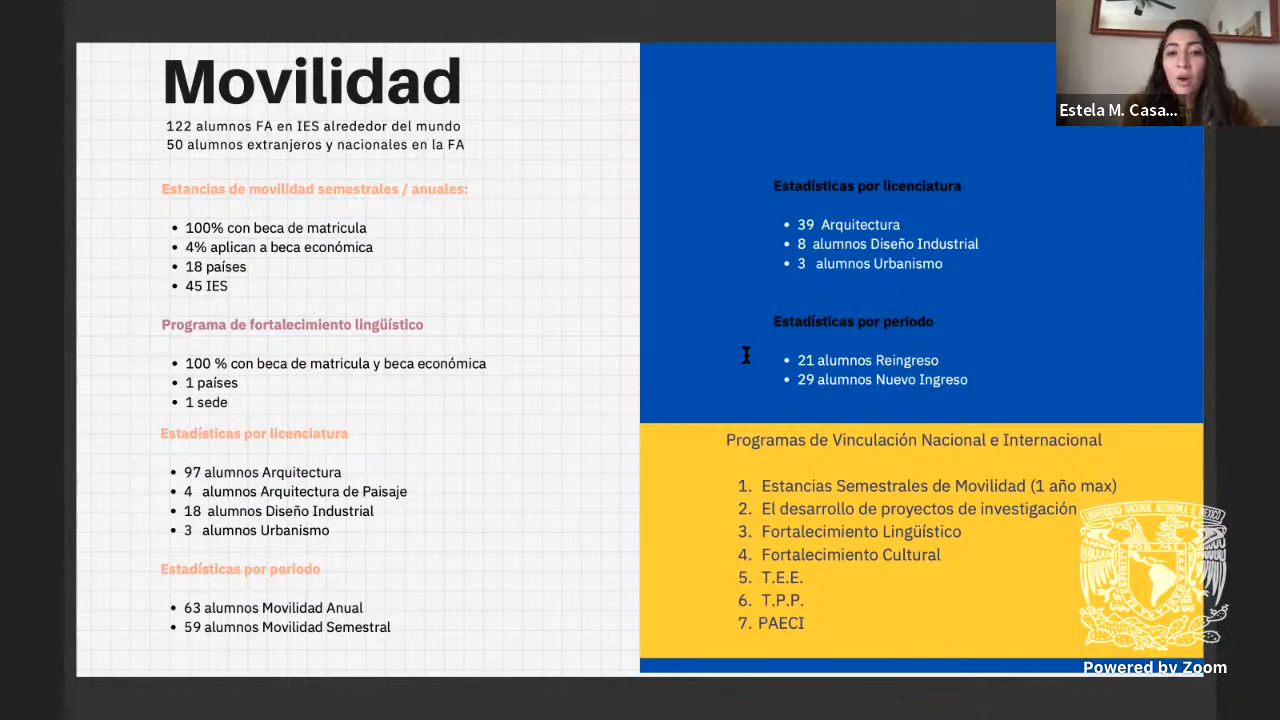 Movilidad
122 alumnos FA en IES alrededor del mundo
50 alumnos extranjeros y nacionales en la FA
Estancias de movilidad semestrales / anuales:
• 100% con beca de matricula
• 4% aplican a beca económica
• 18 países
• 45 IES
Programa de fortalecimiento lingüístico
• 100 % con beca de matricula y beca económica
• 1 países
• 1 sede
Estadísticas por licenciatura
• 97 alumnos Arquitectura
• 4 alumnos Arquitectura de Paisaje
• 18 alumnos Diseño Industrial
• 3 alumnos Urbanismo
Estadísticas por periodo
• 63 alumnos Movilidad Anual
• 59 alumnos Movilidad Semestral
Estadísticas por licenciatura
• 39 Arquitectura
• 8 alumnos Diseño Industrial
• 3 alumnos Urbanismo
Estadísticas por período
• 21 alumnos Reingreso
• 29 alumnos Nuevo Ingreso
Programas de Vinculación Nacional e Internacional
1. Estancias Semestrales de Movilidad (1 año max)
2. El desarrollo de proyectos de investigación
3. Fortalecimiento Lingüístico
4. Fortalecimiento Cultural
5. T.E.E.
6. T.P.P.
7. PAECI
Estela M. Casa...
UNIVERSIDAD NACIONAL AUTONOMA DE MEXICO
Powered by Zoom